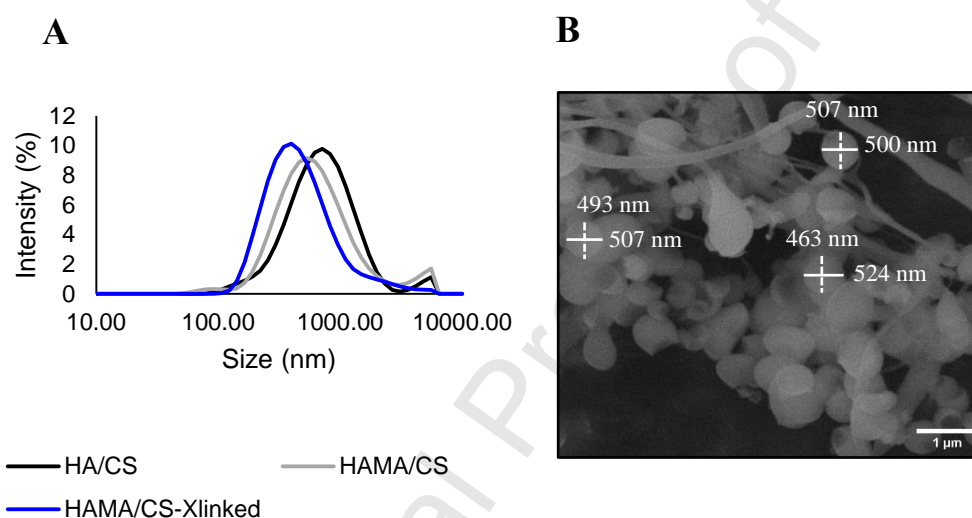 A
B
Intensity (%)
12
10
8
6
4
2
0
10.00 100.00 1000.00 10000.00
Size (nm)
HA/CS HAMA/CS
HAMA/CS-Xlinked
507 nm
500 nm
493 nm
507 nm
463 nm
524 nm
1 µm